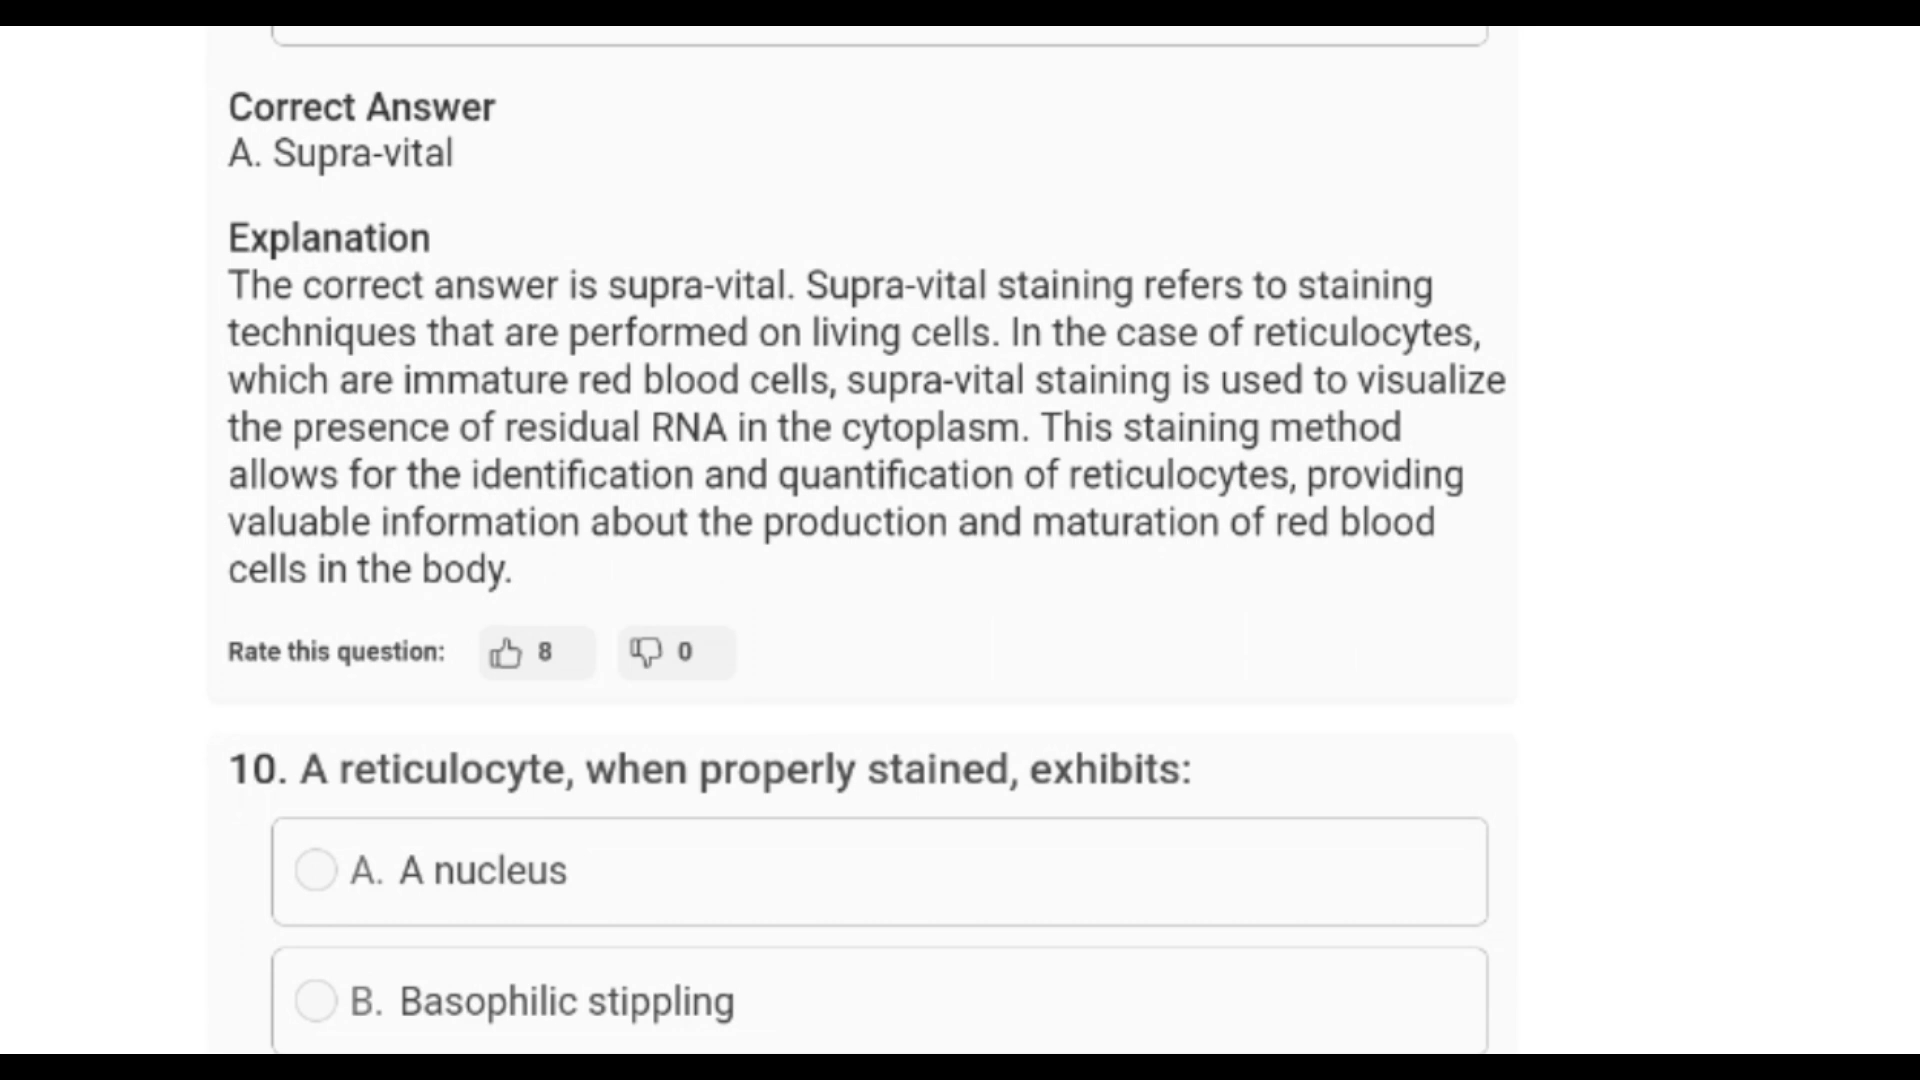 Correct Answer
A. Supra-vital
Explanation
The correct answer is supra-vital. Supra-vital staining refers to staining
techniques that are performed on living cells. In the case of reticulocytes,
which are immature red blood cells, supra-vital staining is used to visualize
the presence of residual RNA in the cytoplasm. This staining method
allows for the identification and quantification of reticulocytes, providing
valuable information about the production and maturation of red blood
cells in the body.
Rate this question: 8 0
10. A reticulocyte, when properly stained, exhibits:
A. A nucleus
B. Basophilic stippling